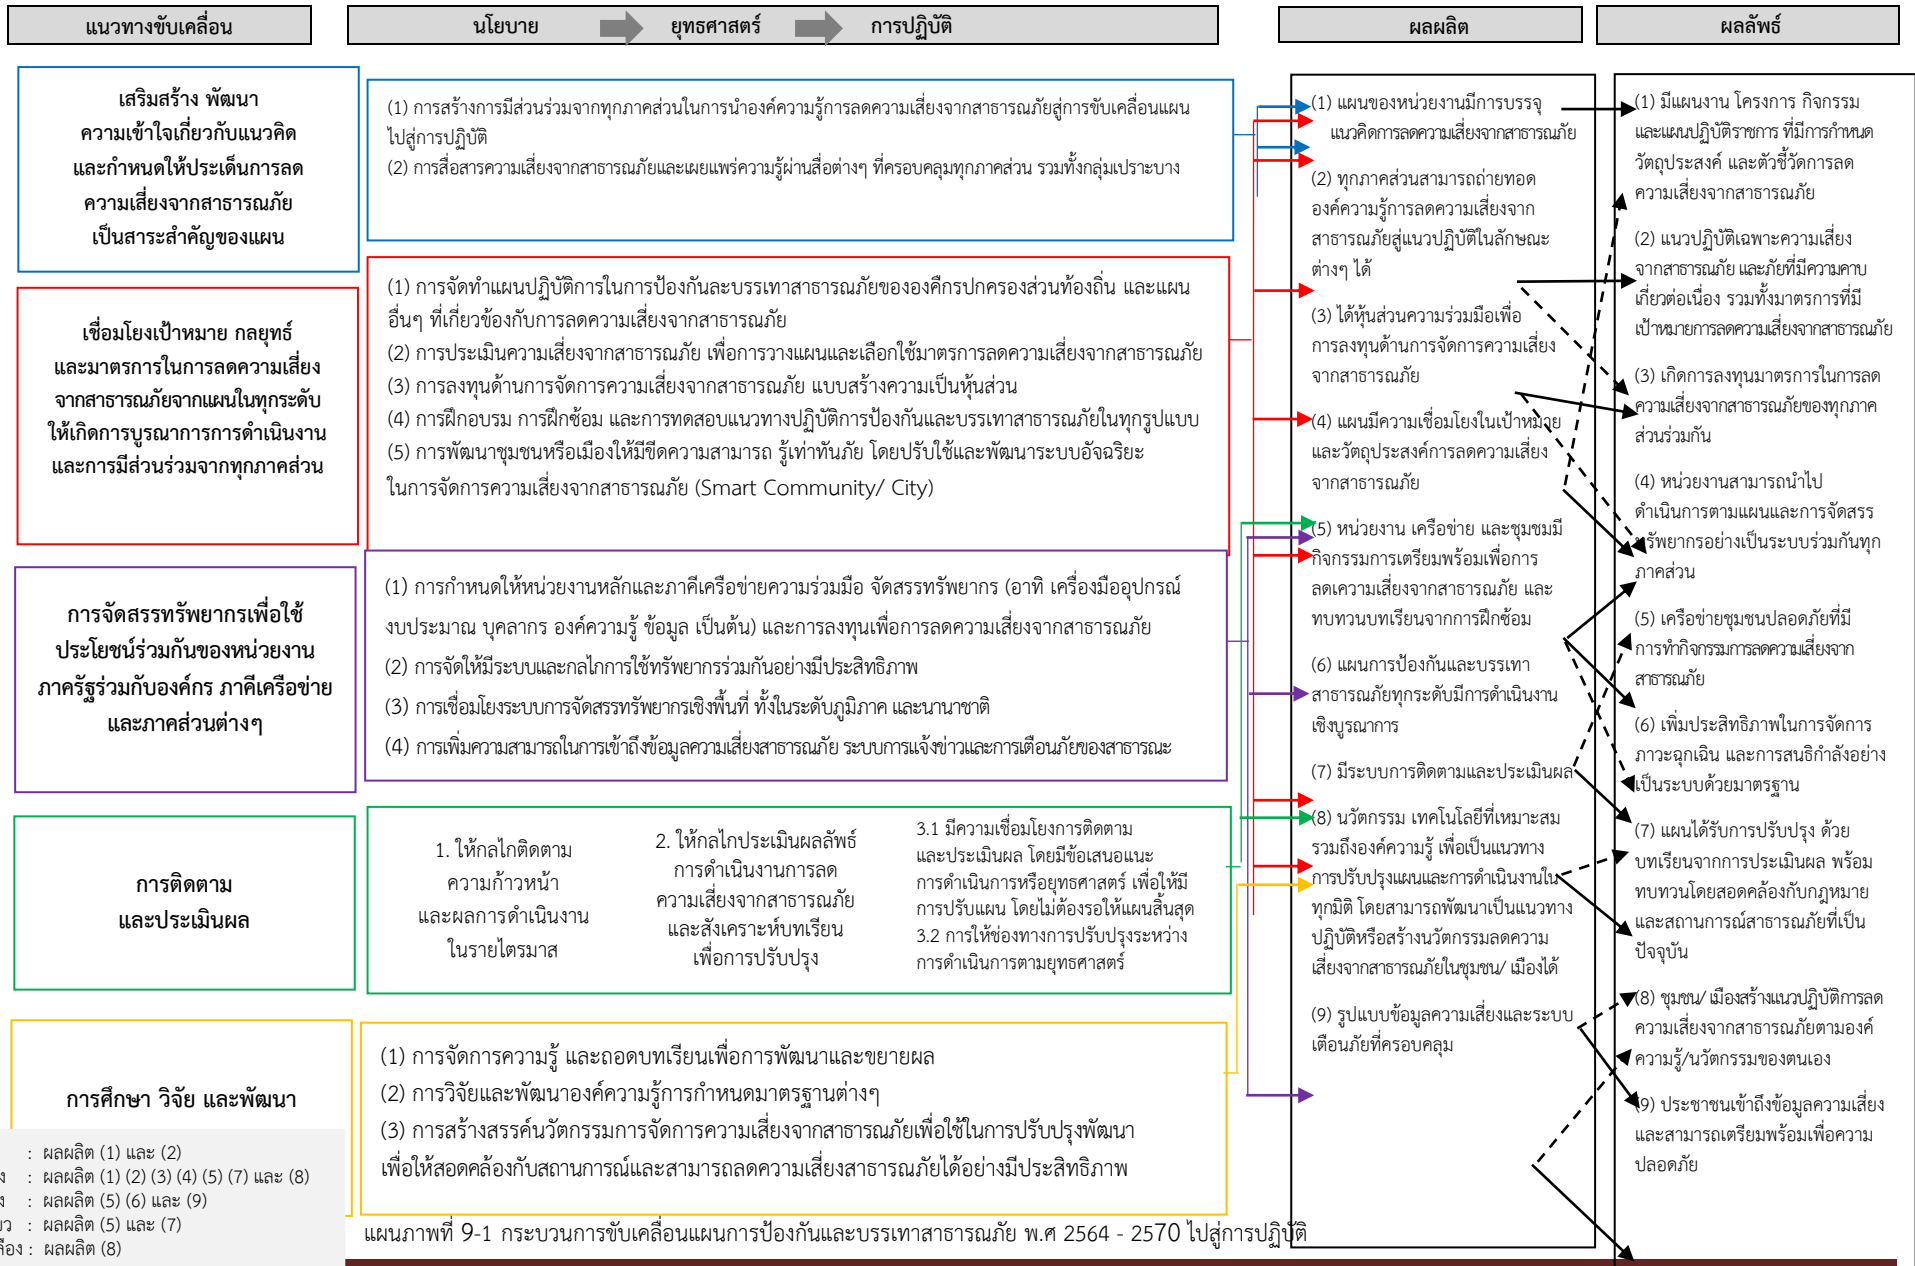 แนวทางขับเคลื่อน
นโยบาย
ยุทธศาสตร์
การปฏิบัติ
ผลผลิต
ผลลัพธ์
เสริมสร้าง พัฒนา
ความเข้าใจเกี่ยวกับแนวคิด
และกำหนดให้ประเด็นการลด
ความเสี่ยงจากสาธารณภัย
เป็นสาระสำคัญของแผน
(1) การสร้างการมีส่วนร่วมจากทุกภาคส่วนในการนำองค์ความรู้การลดความเสี่ยงจากสาธารณภัยสู่การขับเคลื่อนแผน
ไปสู่การปฏิบัติ
(2) การสื่อสารความเสี่ยงจากสาธารณภัยและเผยแพร่ความรู้ผ่านสื่อต่างๆ ที่ครอบคลุมทุกภาคส่วน รวมทั้งกลุ่มเปราะบาง
เชื่อมโยงเป้าหมาย กลยุทธ์
และมาตรการในการลดความเสี่ยง
จากสาธารณภัยจากแผนในทุกระดับ
ให้เกิดการบูรณาการการดำเนินงาน
และการมีส่วนร่วมจากทุกภาคส่วน
(1) การจัดทำแผนปฏิบัติการในการป้องกันละบรรเทาสาธารณภัยขององค์กรปกครองส่วนท้องถิ่น และแผน
อื่นๆ ที่เกี่ยวข้องกับการลดความเสี่ยงจากสาธารณภัย
(2) การประเมินความเสี่ยงจากสาธารณภัย เพื่อการวางแผนและเลือกใช้มาตรการลดความเสี่ยงจากสาธารณภัย
(3) การลงทุนด้านการจัดการความเสี่ยงจากสาธารณภัย แบบสร้างความเป็นหุ้นส่วน
(4) การฝึกอบรม การฝึกซ้อม และการทดสอบแนวทางปฏิบัติการป้องกันและบรรเทาสาธารณภัยในทุกรูปแบบ
(5) การพัฒนาชุมชนหรือเมืองให้มีขีดความสามารถ รู้เท่าทันภัย โดยปรับใช้และพัฒนาระบบอัจฉริยะ
ในการจัดการความเสี่ยงจากสาธารณภัย (Smart Community/ City)
การจัดสรรทรัพยากรเพื่อใช้
ประโยชน์ร่วมกันของหน่วยงาน
ภาครัฐร่วมกับองค์กร ภาคีเครือข่าย
และภาคส่วนต่างๆ
(1) การกำหนดให้หน่วยงานหลักและภาคีเครือข่ายความร่วมมือ จัดสรรทรัพยากร (อาทิ เครื่องมืออุปกรณ์
งบประมาณ บุคลากร องค์ความรู้ ข้อมูล เป็นต้น) และการลงทุนเพื่อการลดความเสี่ยงจากสาธารณภัย
(2) การจัดให้มีระบบและกลไกการใช้ทรัพยากรร่วมกันอย่างมีประสิทธิภาพ
(3) การเชื่อมโยงระบบการจัดสรรทรัพยากรเชิงพื้นที่ ทั้งในระดับภูมิภาค และนานาชาติ
(4) การเพิ่มความสามารถในการเข้าถึงข้อมูลความเสี่ยงสาธารณภัย ระบบการแจ้งข่าวและการเตือนภัยของสาธารณะ
การติดตาม
และประเมินผล
1. ให้กลไกติดตาม
ความก้าวหน้า
และผลการดำเนินงาน
ในรายไตรมาส
2. ให้กลไกประเมินผลลัพธ์
การดำเนินงานการลด
ความเสี่ยงจากสาธารณภัย
และสังเคราะห์บทเรียน
เพื่อการปรับปรุง
3.1 มีความเชื่อมโยงการติดตาม
และประเมินผล โดยมีข้อเสนอแนะ
การดำเนินการหรือยุทธศาสตร์ เพื่อให้มี
การปรับแผน โดยไม่ต้องรอให้แผนสิ้นสุด
3.2 การให้ช่องทางการปรับปรุงระหว่าง
การดำเนินการตามยุทธศาสตร์
การศึกษา วิจัย และพัฒนา
(1) การจัดการความรู้ และถอดบทเรียนเพื่อการพัฒนาและขยายผล
(2) การวิจัยและพัฒนาองค์ความรู้การกำหนดมาตรฐานต่างๆ
(3) การสร้างสรรค์นวัตกรรมการจัดการความเสี่ยงจากสาธารณภัยเพื่อใช้ในการปรับปรุงพัฒนา
เพื่อให้สอดคล้องกับสถานการณ์และสามารถลดความเสี่ยงสาธารณภัยได้อย่างมีประสิทธิภาพ
: ผลผลิต (1) และ (2)
: ผลผลิต (1) (2) (3) (4) (5) (7) และ (8)
: ผลผลิต (5) (6) และ (9)
: ผลผลิต (5) และ (7)
: ผลผลิต (8)
(1) แผนของหน่วยงานมีการบรรจุ
แนวคิดการลดความเสี่ยงจากสาธารณภัย
(2) ทุกภาคส่วนสามารถถ่ายทอด
องค์ความรู้การลดความเสี่ยงจาก
สาธารณภัยสู่แนวปฏิบัติในลักษณะ
ต่างๆ ได้
(3) ได้หุ้นส่วนความร่วมมือเพื่อ
การลงทุนด้านการจัดการความเสี่ยง
จากสาธารณภัย
(4) แผนมีความเชื่อมโยงในเป้าหมาย
และวัตถุประสงค์การลดความเสี่ยง
จากสาธารณภัย
(5) หน่วยงาน เครือข่าย และชุมชมมี
กิจกรรมการเตรียมพร้อมเพื่อการ
ลดเความเสี่ยงจากสาธารณภัย และ
ทบทวนบทเรียนจากการฝึกซ้อม
(6) แผนการป้องกันและบรรเทา
สาธารณภัยทุกระดับมีการดำเนินงาน
เชิงบูรณาการ
(7) มีระบบการติดตามและประเมินผล
(8) นวัตกรรม เทคโนโลยีที่เหมาะสม
รวมถึงองค์ความรู้ เพื่อเป็นแนวทาง
การปรับปรุงแผนและการดำเนินงานใน
ทุกมิติ โดยสามารถพัฒนาเป็นแนวทาง
ปฏิบัติหรือสร้างนวัตกรรมลดความ
เสี่ยงจากสาธารณภัยในชุมชน/ เมืองได้
(9) รูปแบบข้อมูลความเสี่ยงและระบบ
เตือนภัยที่ครอบคลุม
(1) มีแผนงาน โครงการ กิจกรรม
และแผนปฏิบัติราชการ ที่มีการกำหนด
วัตถุประสงค์ และตัวชี้วัดการลด
ความเสี่ยงจากสาธารณภัย
(2) แนวปฏิบัติเฉพาะความเสี่ยง
จากสาธารณภัย และภัยที่มีความคาบ
เกี่ยวต่อเนื่อง รวมทั้งมาตรการที่มี
เป้าหมายการลดความเสี่ยงจากสาธารณภัย
(3) เกิดการลงทุนมาตรการในการลด
ความเสี่ยงจากสาธารณภัยของทุกภาค
ส่วนร่วมกัน
(4) หน่วยงานสามารถนำไป
ดำเนินการตามแผนและการจัดสรร
ทรัพยากรอย่างเป็นระบบร่วมกันทุก
ภาคส่วน
(5) เครือข่ายชุมชนปลอดภัยที่มี
การทำกิจกรรมการลดความเสี่ยงจาก
สาธารณภัย
(6) เพิ่มประสิทธิภาพในการจัดการ
ภาวะฉุกเฉิน และการสนธิกำลังอย่าง
เป็นระบบด้วยมาตรฐาน
(7) แผนได้รับการปรับปรุง ด้วย
บทเรียนจากการประเมินผล พร้อม
ทบทวนโดยสอดคล้องกับกฎหมาย
และสถานการณ์สาธารณภัยที่เป็น
ปัจจุบัน
(8) ชุมชน/ เมืองสร้างแนวปฏิบัติการลด
ความเสี่ยงจากสาธารณภัยตามองค์
ความรู้/นวัตกรรมของตนเอง
(9) ประชาชนเข้าถึงข้อมูลความเสี่ยง
และสามารถเตรียมพร้อมเพื่อความ
ปลอดภัย
แผนภาพที่ 9-1 กระบวนการขับเคลื่อนแผนการป้องกันและบรรเทาสาธารณภัย พ.ศ 2564 - 2570 ไปสู่การปฏิบัติ